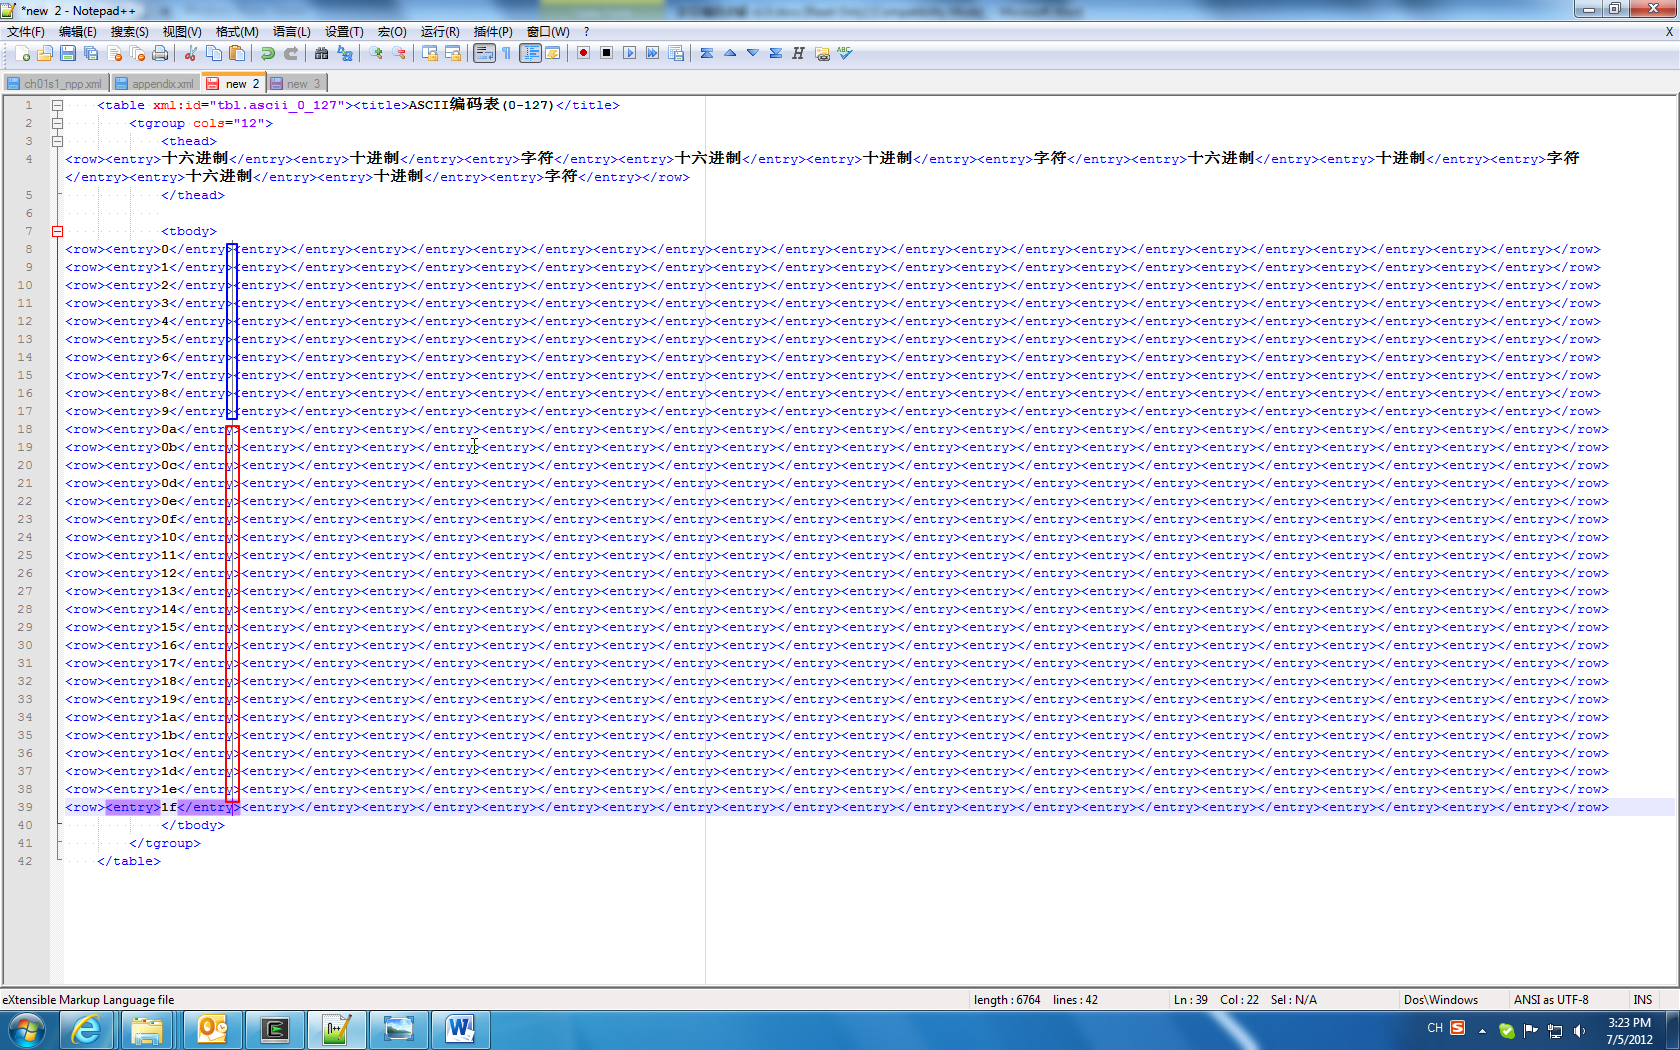 *new 2 - Notepad++
文件(F) 编辑(E) 搜索(S) 视图(V) 格式(M) 语言(L) 设置(T) 宏(O) 运行(R) 插件(P) 窗口(W) ? X
ch01s1_npp.xml appendix.xml new 2 new 3
1 <table xml:id="tbl.ascii_0_127"><title>ASCII编码表(0-127)</title>
2 <tgroup cols="12">
3 <thead>
4 <row><entry>十六进制</entry><entry>十进制</entry><entry>字符</entry><entry>十六进制</entry><entry>十进制</entry><entry>字符</entry><entry>十六进制</entry><entry>十进制</entry><entry>字符
</entry><entry>十六进制</entry><entry>十进制</entry><entry>字符</entry></row>
5 </thead>
6
7 <tbody>
8 <row><entry>0</entry><entry></entry><entry></entry><entry></entry><entry></entry><entry></entry><entry></entry><entry></entry><entry></entry><entry></entry><entry></entry><entry></entry></row>
9 <row><entry>1</entry><entry></entry><entry></entry><entry></entry><entry></entry><entry></entry><entry></entry><entry></entry><entry></entry><entry></entry><entry></entry><entry></entry></row>
10 <row><entry>2</entry><entry></entry><entry></entry><entry></entry><entry></entry><entry></entry><entry></entry><entry></entry><entry></entry><entry></entry><entry></entry><entry></entry></row>
11 <row><entry>3</entry><entry></entry><entry></entry><entry></entry><entry></entry><entry></entry><entry></entry><entry></entry><entry></entry><entry></entry><entry></entry><entry></entry></row>
12 <row><entry>4</entry><entry></entry><entry></entry><entry></entry><entry></entry><entry></entry><entry></entry><entry></entry><entry></entry><entry></entry><entry></entry><entry></entry></row>
13 <row><entry>5</entry><entry></entry><entry></entry><entry></entry><entry></entry><entry></entry><entry></entry><entry></entry><entry></entry><entry></entry><entry></entry><entry></entry></row>
14 <row><entry>6</entry><entry></entry><entry></entry><entry></entry><entry></entry><entry></entry><entry></entry><entry></entry><entry></entry><entry></entry><entry></entry><entry></entry></row>
15 <row><entry>7</entry><entry></entry><entry></entry><entry></entry><entry></entry><entry></entry><entry></entry><entry></entry><entry></entry><entry></entry><entry></entry><entry></entry></row>
16 <row><entry>8</entry><entry></entry><entry></entry><entry></entry><entry></entry><entry></entry><entry></entry><entry></entry><entry></entry><entry></entry><entry></entry><entry></entry></row>
17 <row><entry>9</entry><entry></entry><entry></entry><entry></entry><entry></entry><entry></entry><entry></entry><entry></entry><entry></entry><entry></entry><entry></entry><entry></entry></row>
18 <row><entry>0a</entry><entry></entry><entry></entry><entry></entry><entry></entry><entry></entry><entry></entry><entry></entry><entry></entry><entry></entry><entry></entry><entry></entry></row>
19 <row><entry>0b</entry><entry></entry><entry></entry><entry></entry><entry></entry><entry></entry><entry></entry><entry></entry><entry></entry><entry></entry><entry></entry><entry></entry></row>
20 <row><entry>0c</entry><entry></entry><entry></entry><entry></entry><entry></entry><entry></entry><entry></entry><entry></entry><entry></entry><entry></entry><entry></entry><entry></entry></row>
21 <row><entry>0d</entry><entry></entry><entry></entry><entry></entry><entry></entry><entry></entry><entry></entry><entry></entry><entry></entry><entry></entry><entry></entry><entry></entry></row>
22 <row><entry>0e</entry><entry></entry><entry></entry><entry></entry><entry></entry><entry></entry><entry></entry><entry></entry><entry></entry><entry></entry><entry></entry><entry></entry></row>
23 <row><entry>0f</entry><entry></entry><entry></entry><entry></entry><entry></entry><entry></entry><entry></entry><entry></entry><entry></entry><entry></entry><entry></entry><entry></entry></row>
24 <row><entry>10</entry><entry></entry><entry></entry><entry></entry><entry></entry><entry></entry><entry></entry><entry></entry><entry></entry><entry></entry><entry></entry><entry></entry></row>
25 <row><entry>11</entry><entry></entry><entry></entry><entry></entry><entry></entry><entry></entry><entry></entry><entry></entry><entry></entry><entry></entry><entry></entry><entry></entry></row>
26 <row><entry>12</entry><entry></entry><entry></entry><entry></entry><entry></entry><entry></entry><entry></entry><entry></entry><entry></entry><entry></entry><entry></entry><entry></entry></row>
27 <row><entry>13</entry><entry></entry><entry></entry><entry></entry><entry></entry><entry></entry><entry></entry><entry></entry><entry></entry><entry></entry><entry></entry><entry></entry></row>
28 <row><entry>14</entry><entry></entry><entry></entry><entry></entry><entry></entry><entry></entry><entry></entry><entry></entry><entry></entry><entry></entry><entry></entry><entry></entry></row>
29 <row><entry>15</entry><entry></entry><entry></entry><entry></entry><entry></entry><entry></entry><entry></entry><entry></entry><entry></entry><entry></entry><entry></entry><entry></entry></row>
30 <row><entry>16</entry><entry></entry><entry></entry><entry></entry><entry></entry><entry></entry><entry></entry><entry></entry><entry></entry><entry></entry><entry></entry><entry></entry></row>
31 <row><entry>17</entry><entry></entry><entry></entry><entry></entry><entry></entry><entry></entry><entry></entry><entry></entry><entry></entry><entry></entry><entry></entry><entry></entry></row>
32 <row><entry>18</entry><entry></entry><entry></entry><entry></entry><entry></entry><entry></entry><entry></entry><entry></entry><entry></entry><entry></entry><entry></entry><entry></entry></row>
33 <row><entry>19</entry><entry></entry><entry></entry><entry></entry><entry></entry><entry></entry><entry></entry><entry></entry><entry></entry><entry></entry><entry></entry><entry></entry></row>
34 <row><entry>1a</entry><entry></entry><entry></entry><entry></entry><entry></entry><entry></entry><entry></entry><entry></entry><entry></entry><entry></entry><entry></entry><entry></entry></row>
35 <row><entry>1b</entry><entry></entry><entry></entry><entry></entry><entry></entry><entry></entry><entry></entry><entry></entry><entry></entry><entry></entry><entry></entry><entry></entry></row>
36 <row><entry>1c</entry><entry></entry><entry></entry><entry></entry><entry></entry><entry></entry><entry></entry><entry></entry><entry></entry><entry></entry><entry></entry><entry></entry></row>
37 <row><entry>1d</entry><entry></entry><entry></entry><entry></entry><entry></entry><entry></entry><entry></entry><entry></entry><entry></entry><entry></entry><entry></entry><entry></entry></row>
38 <row><entry>1e</entry><entry></entry><entry></entry><entry></entry><entry></entry><entry></entry><entry></entry><entry></entry><entry></entry><entry></entry><entry></entry><entry></entry></row>
39 <row><entry>1f</entry><entry></entry><entry></entry><entry></entry><entry></entry><entry></entry><entry></entry><entry></entry><entry></entry><entry></entry><entry></entry><entry></entry></row>
40 </tbody>
41 </tgroup>
42 </table>
eXtensible Markup Language file length : 6764 lines : 42 Ln : 39 Col : 22 Sel : N/A Dos\Windows ANSI as UTF-8 INS
CH 3:23 PM
7/5/2012